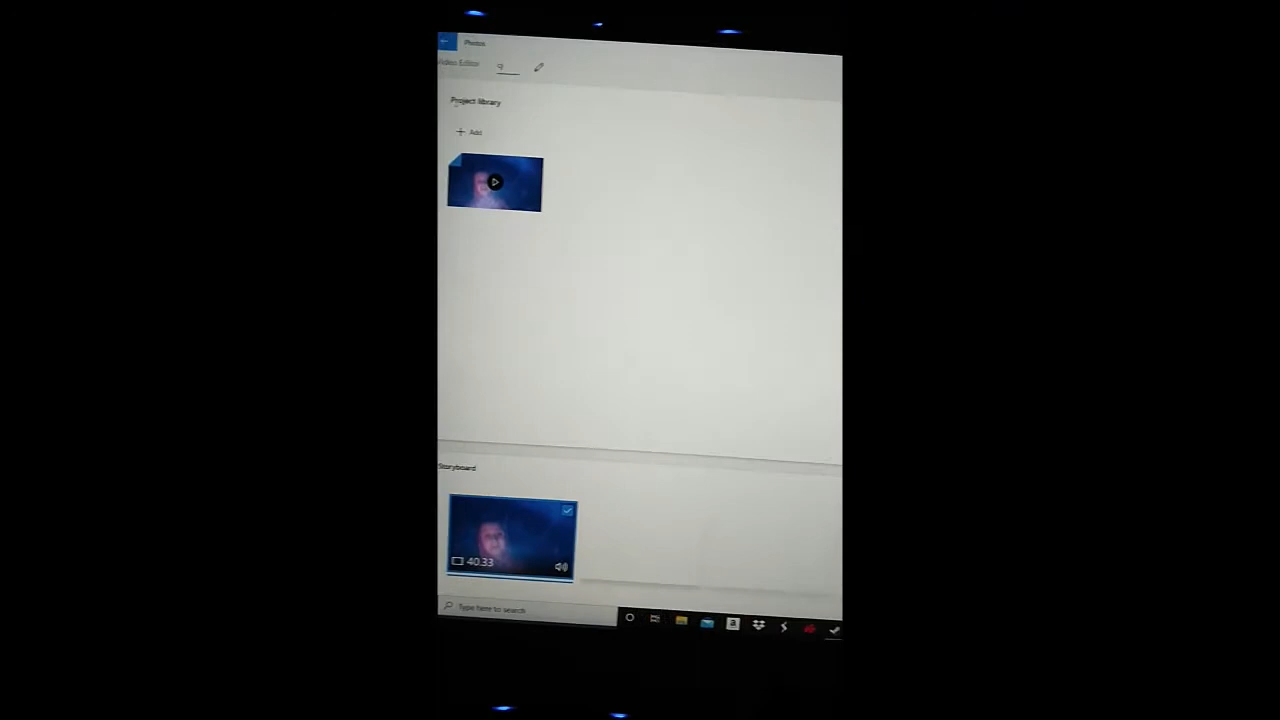 Photos
Video Editor
Project library
+ Add
Storyboard
40.33
Type here to search
a